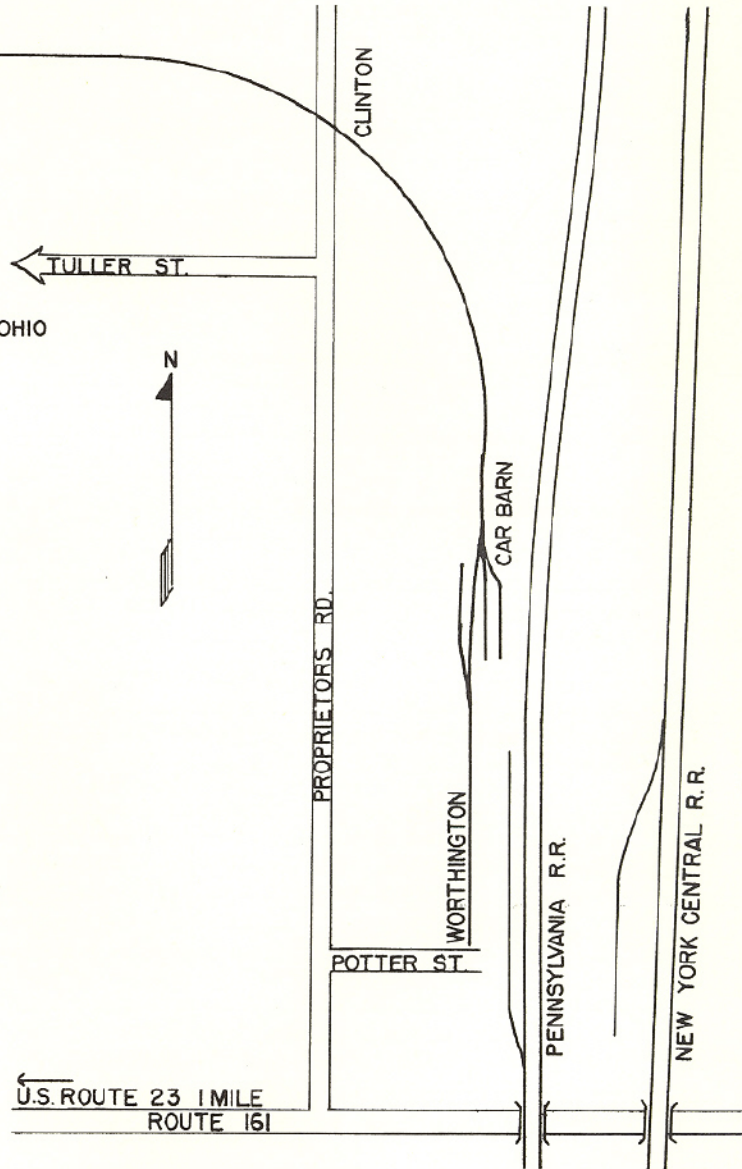 CLINTON
TULLER ST.
OHIO
N
CAR BARN
PROPRIETORS RD.
WORTHINGTON
PENNSYLVANIA R.R.
NEW YORK CENTRAL R.R.
POTTER ST.
U.S. ROUTE 23 1 MILE
ROUTE 161